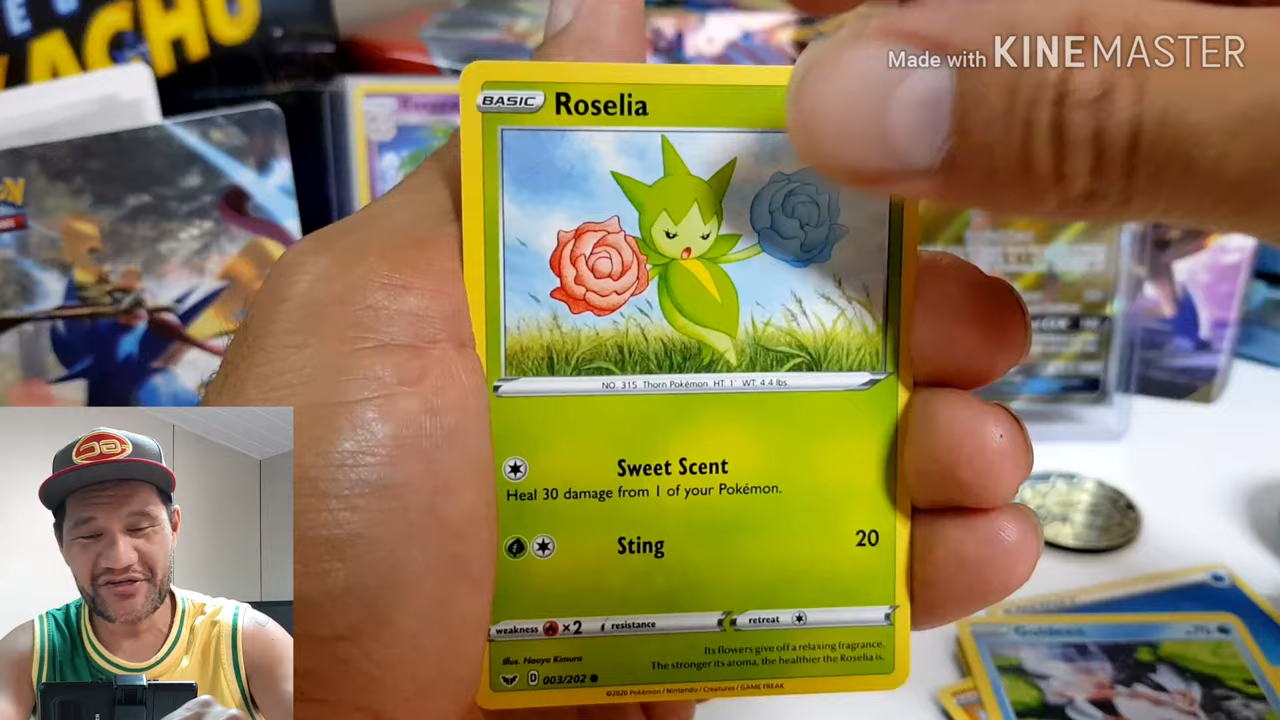 Made with KINEMASTER
BASIC Roselia
NO. 315 Thorn Pokémon HT. 1' WT. 4.4 lbs
Sweet Scent
Heal 30 damage from 1 of your Pokémon.
Sting 20
weakness ×2 resistance retreat
Its flowers give off a relaxing fragrance.
The stronger its aroma, the healthier the Roselia is.
Illus. Naoyo Kimura
D 003/202
©2020 Pokémon / Nintendo / Creatures / GAME FREAK
Goldeen